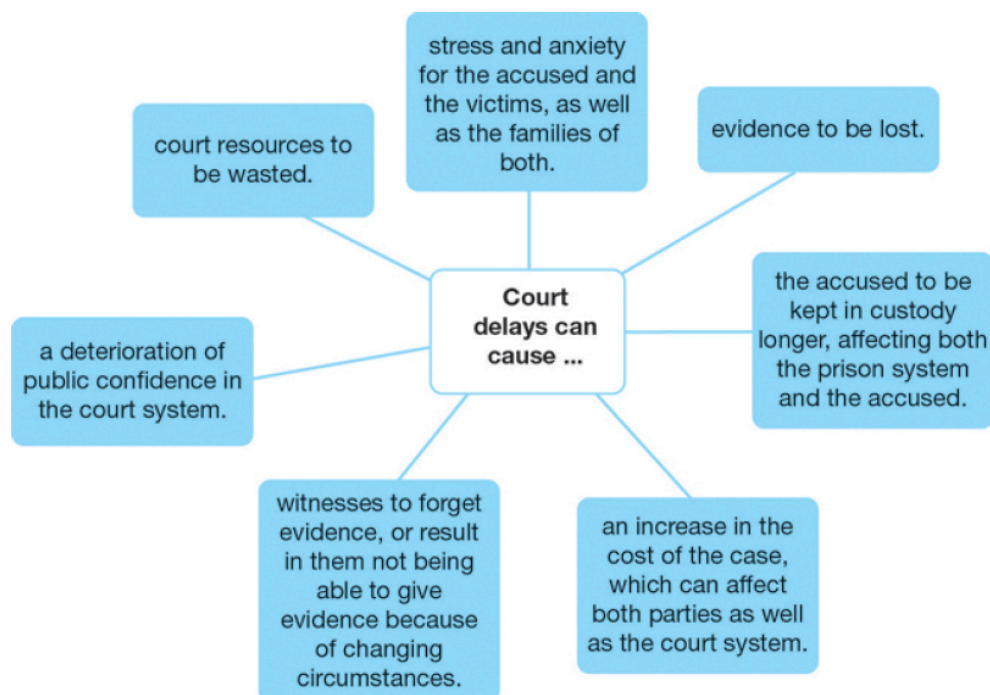 Court
delays can
cause ...
stress and anxiety
for the accused and
the victims, as well
as the families of
both.
evidence to be lost.
the accused to be
kept in custody
longer, affecting both
the prison system
and the accused.
an increase in the
cost of the case,
which can affect
both parties as well
as the court system.
witnesses to forget
evidence, or result
in them not being
able to give
evidence because
of changing
circumstances.
a deterioration of
public confidence in
the court system.
court resources to
be wasted.